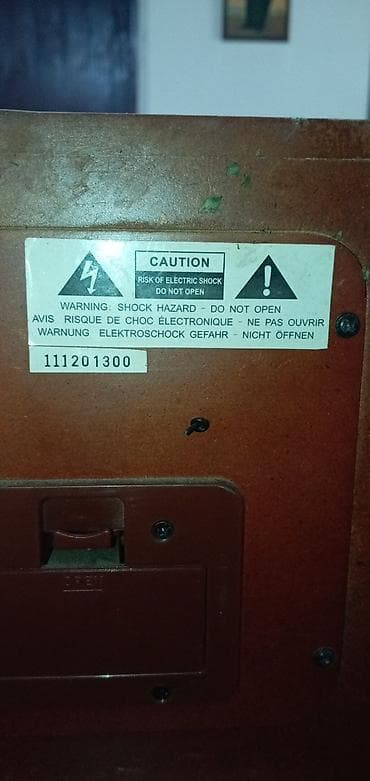 CAUTION
RISK OF ELECTRIC SHOCK
DO NOT OPEN
WARNING: SHOCK HAZARD - DO NOT OPEN
AVIS RISQUE DE CHOC ÉLECTRONIQUE - NE PAS OUVRIR
WARNUNG ELEKTROSCHOCK GEFAHR - NICHT ÖFFNEN
111201300
OPEN